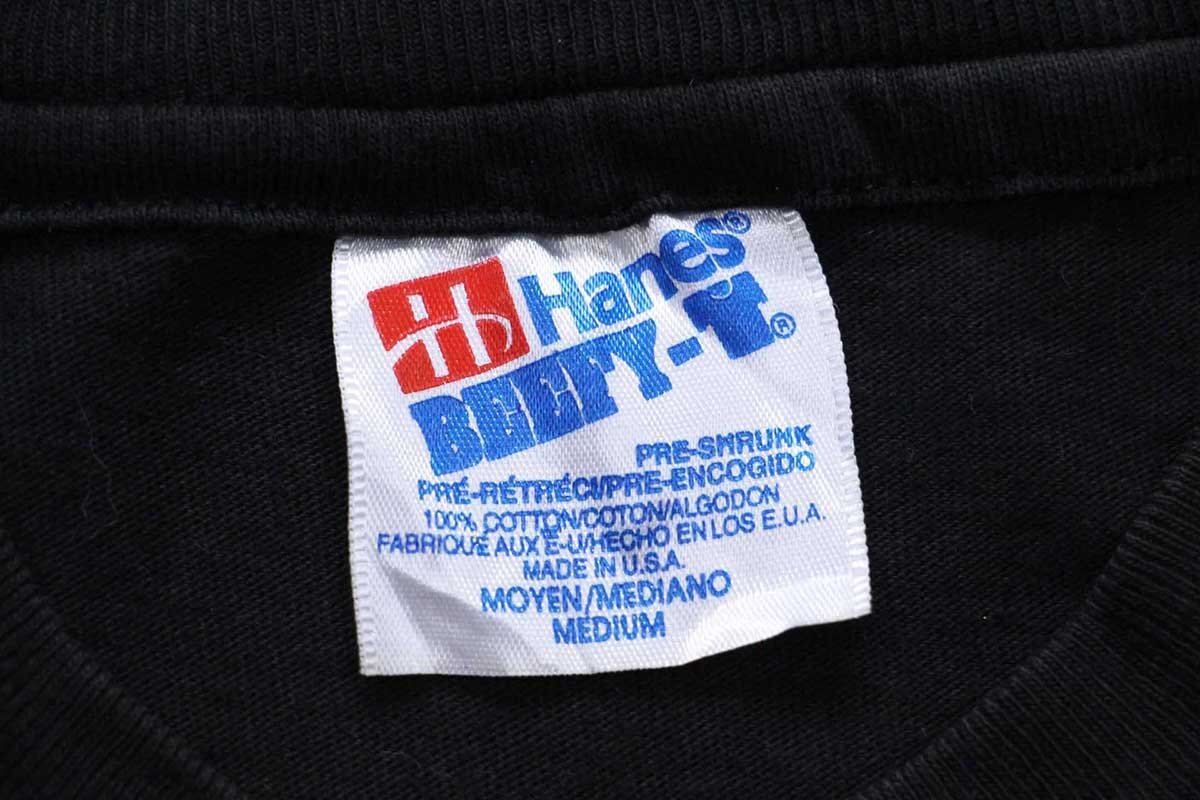 Hanes®
BEEFY-T®
PRE-SHRUNK
PRÉ-RÉTRÉCI/PRE-ENCOGIDO
100% COTTON/COTON/ALGODON
FABRIQUÉ AUX É-U/HECHO EN LOS E.U.A.
MADE IN U.S.A.
MOYEN/MEDIANO
MEDIUM